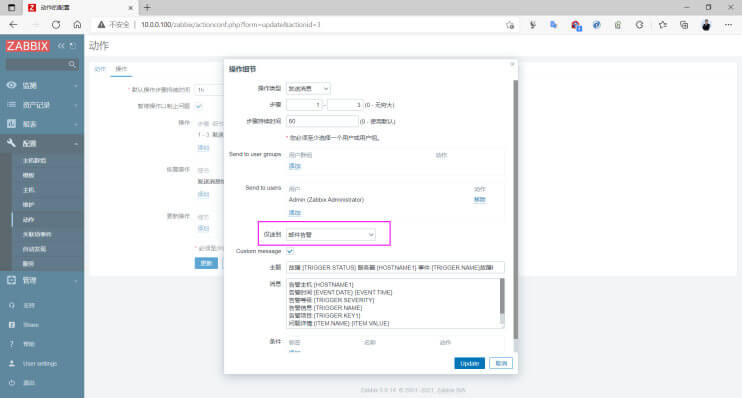 动作的配置
不安全 | 10.0.0.100/zabbix/actionconf.php?form=update&actionid=3
ZABBIX
动作
监测
资产记录
报表
配置
主机群组
模板
主机
维护
动作
关联项事件
自动发现
服务
管理
支持
Share
帮助
User settings
退出
动作 操作
* 默认操作步骤持续时间 1h
暂停操作以制止问题
操作 步骤 细节
1 - 3 发送
添加
恢复操作 细节
发送消息
添加
更新操作 细节
添加
更新
操作细节
操作类型 发送消息
步骤 1 - 3 (0 - 无穷大)
步骤持续时间 60 (0 - 使用默认)
* 您必须至少选择一个用户或用户组。
Send to user groups 用户群组 动作
添加
Send to users 用户 动作
Admin (Zabbix Administrator) 移除
添加
仅送到 邮件告警
Custom message
主题 故障{TRIGGER.STATUS} 服务器:{HOSTNAME1} 事件:{TRIGGER.NAME}故障!
消息 告警主机:{HOSTNAME1}
告警时间:{EVENT.DATE} {EVENT.TIME}
告警等级:{TRIGGER.SEVERITY}
告警信息:{TRIGGER.NAME}
告警项目:{TRIGGER.KEY1}
问题详情:{ITEM.NAME}:{ITEM.VALUE}
条件 标签 名称 动作
添加
Update 取消
© 2001–2021, Zabbix SIA